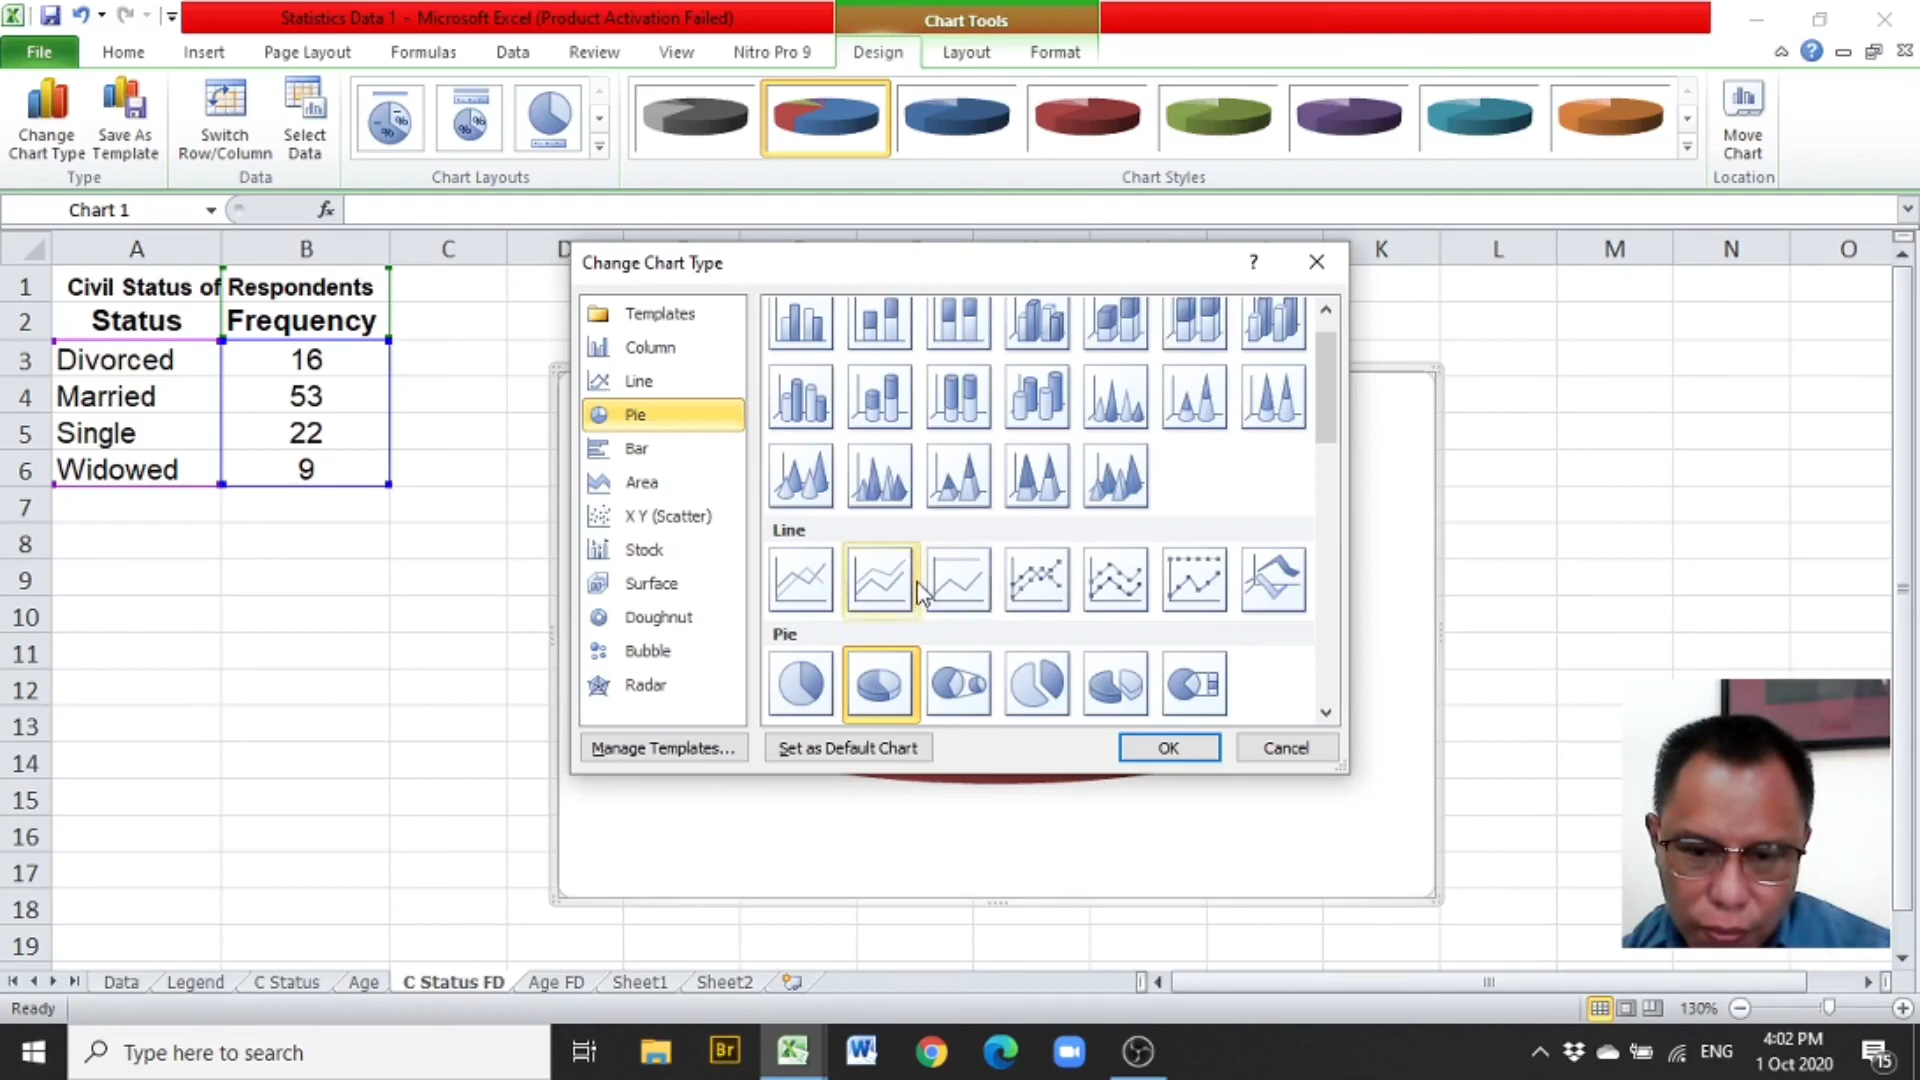 Statistics Data 1 - Microsoft Excel (Product Activation Failed)
Chart Tools
File
Home
Insert
Page Layout
Formulas
Data
Review
View
Nitro Pro 9
Design
Layout
Format
Change Chart Type
Save As Template
Switch Row/Column
Select Data
Move Chart
Type
Data
Chart Layouts
Chart Styles
Location
Chart 1
fx
A B C D K L M N O
1 Civil Status of Respondents
2 Status Frequency
3 Divorced 16
4 Married 53
5 Single 22
6 Widowed 9
7
8
9
10
11
12
13
14
15
16
17
18
19
Change Chart Type
?
Templates
Column
Line
Pie
Bar
Area
X Y (Scatter)
Stock
Surface
Doughnut
Bubble
Radar
Line
Pie
Manage Templates...
Set as Default Chart
OK
Cancel
Data
Legend
C Status
Age
C Status FD
Age FD
Sheet1
Sheet2
Ready
130%
Type here to search
Br
ENG
4:02 PM
1 Oct 2020
15